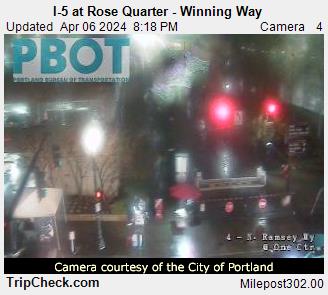 I-5 at Rose Quarter - Winning Way
Updated Apr 06 2024 8:18 PM Camera 4
PBOT
PORTLAND BUREAU OF TRANSPORTATION
4 - N. Ramsey Wy
@ One Ctr
Camera courtesy of the City of Portland
TripCheck.com Milepost302.00